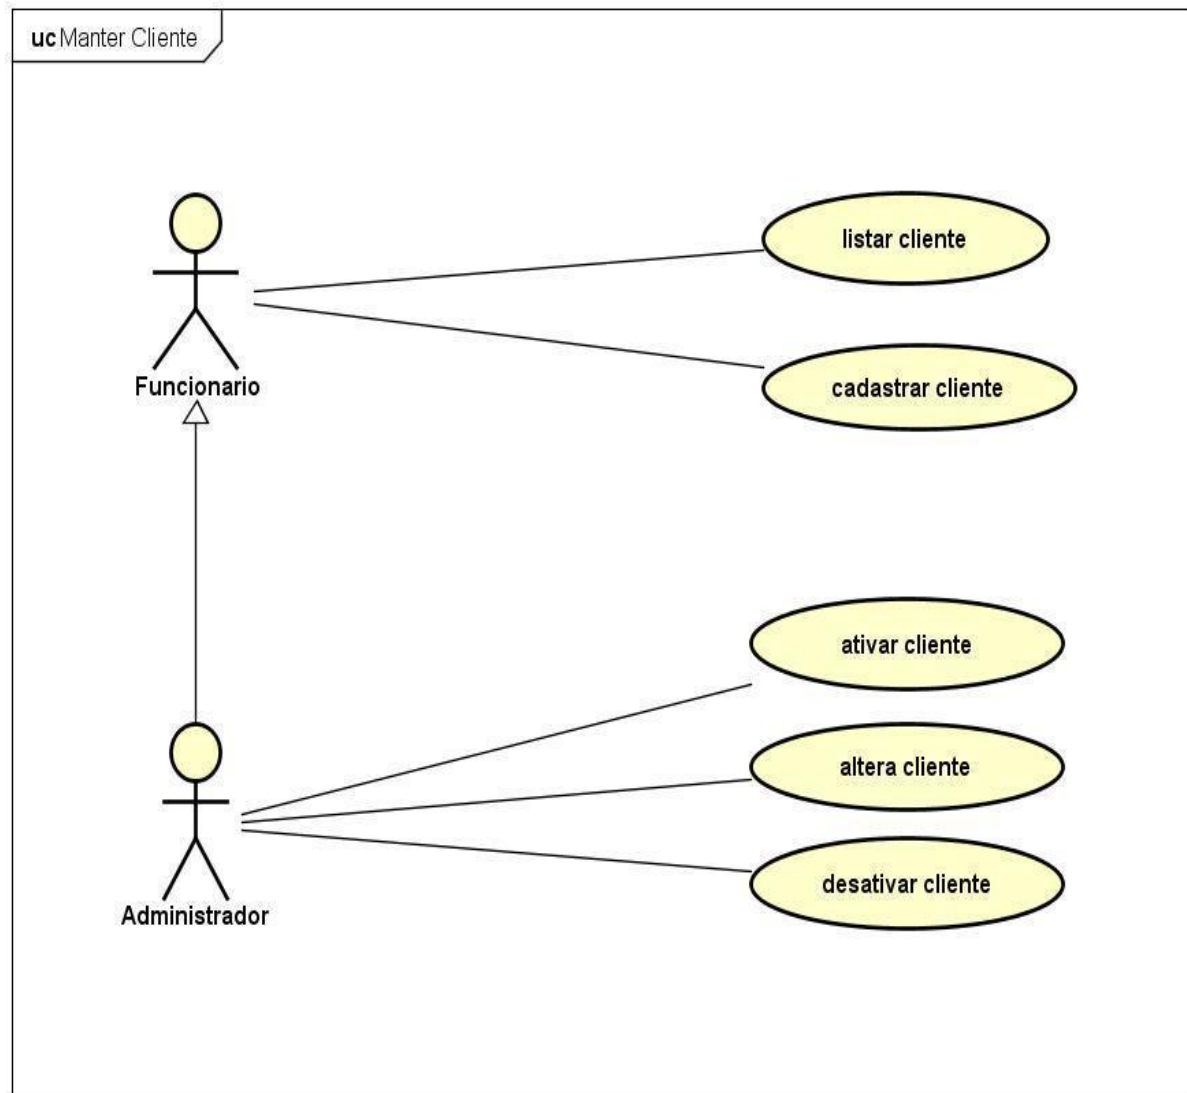 uc Manter Cliente
listar cliente
cadastrar cliente
Funcionario
ativar cliente
altera cliente
desativar cliente
Administrador